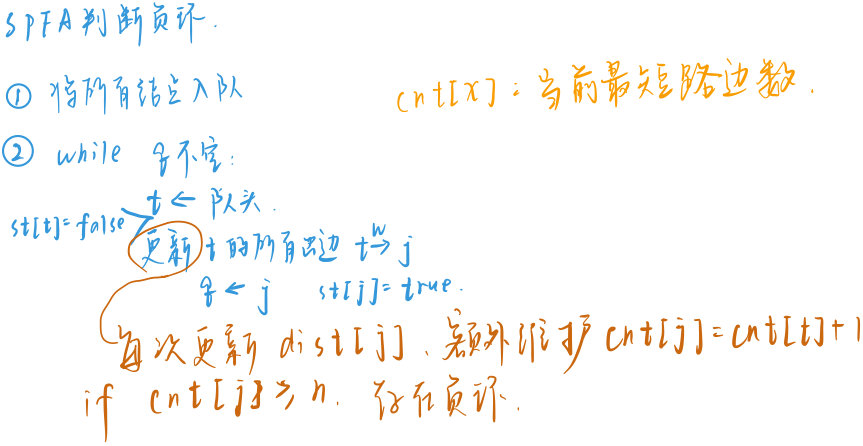 SPFA判断负环.
① 将所有结点入队
cnt[x]：当前最短路边数.
② while q不空:
t ← 队头.
st[t]=false
更新 t 的所有出边 t →w j
q ← j st[j]=true.
每次更新 dist[j]、额外维护 cnt[j]=cnt[t]+1
if cnt[j]≥n. 存在负环.